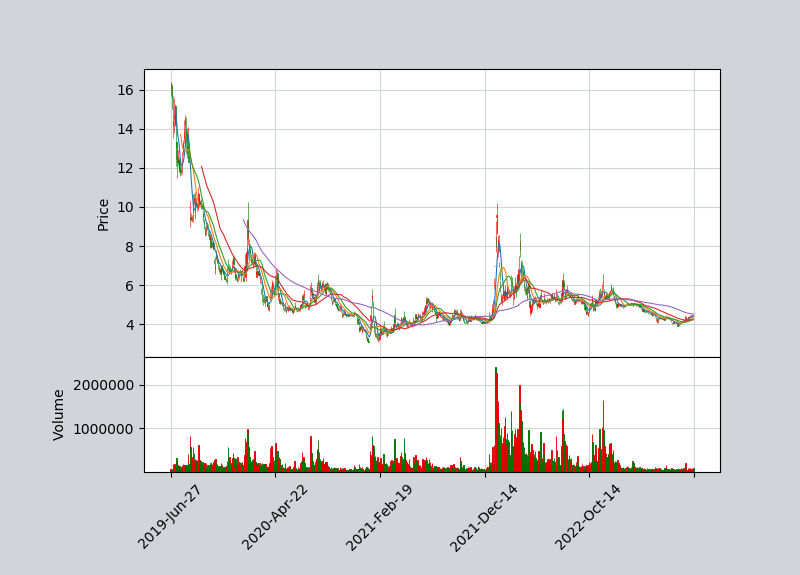 16
14
12
10
8
6
4
Price
2000000
1000000
Volume
2019-Jun-27
2020-Apr-22
2021-Feb-19
2021-Dec-14
2022-Oct-14